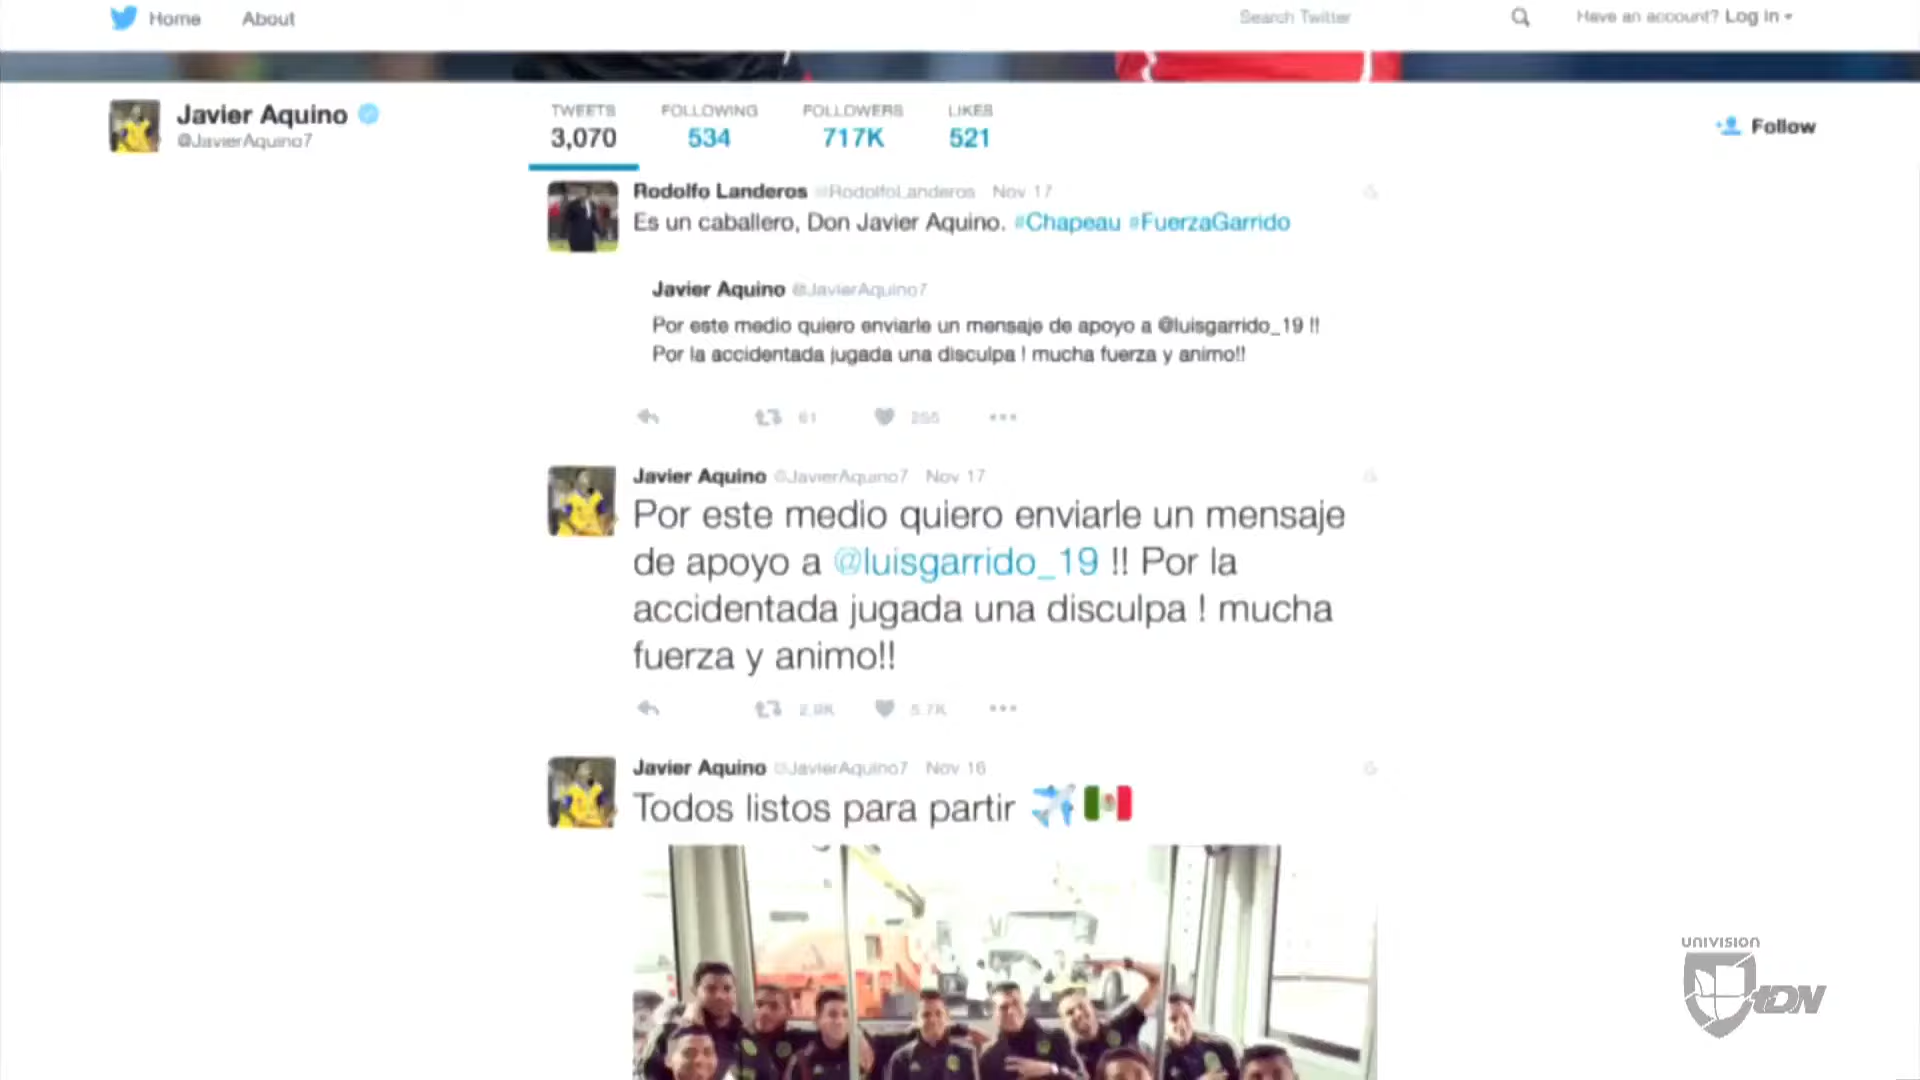 Home About Search Twitter Have an account? Log in
Javier Aquino
@JavierAquino7
TWEETS FOLLOWING FOLLOWERS LIKES
3,070 534 717K 521
Follow
Rodolfo Landeros @RodolfoLanderos Nov 17
Es un caballero, Don Javier Aquino. #Chapeau #FuerzaGarrido
Javier Aquino @JavierAquino7
Por este medio quiero enviarle un mensaje de apoyo a @luisgarrido_19 !!
Por la accidentada jugada una disculpa ! mucha fuerza y animo!!
61
Javier Aquino @JavierAquino7 Nov 17
Por este medio quiero enviarle un mensaje
de apoyo a @luisgarrido_19 !! Por la
accidentada jugada una disculpa ! mucha
fuerza y animo!!
5.7K
Javier Aquino @JavierAquino7 Nov 16
Todos listos para partir
UNIVISION
tDN